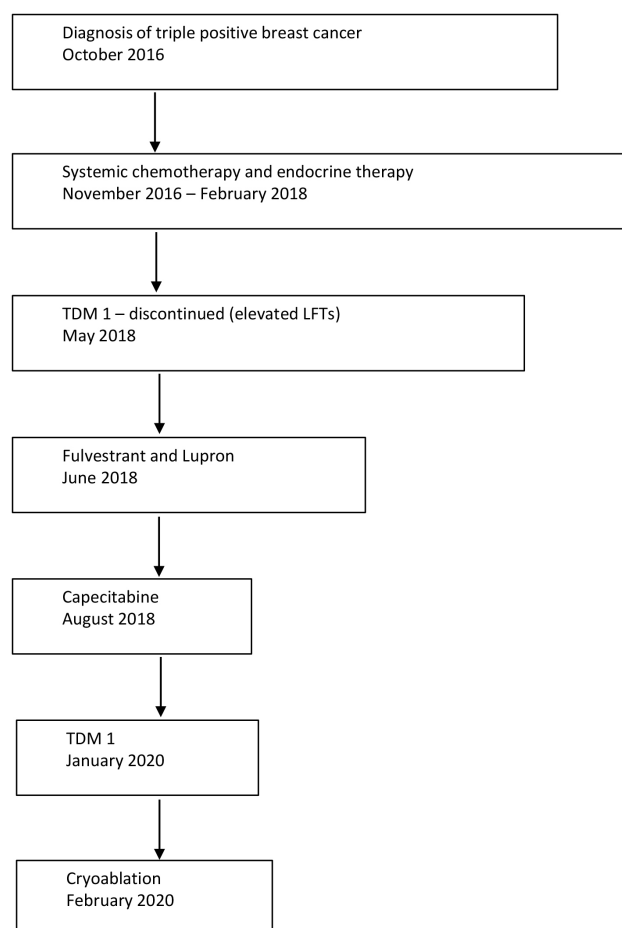 Diagnosis of triple positive breast cancer
October 2016
Systemic chemotherapy and endocrine therapy
November 2016 – February 2018
TDM 1 – discontinued (elevated LFTs)
May 2018
Fulvestrant and Lupron
June 2018
Capecitabine
August 2018
TDM 1
January 2020
Cryoablation
February 2020